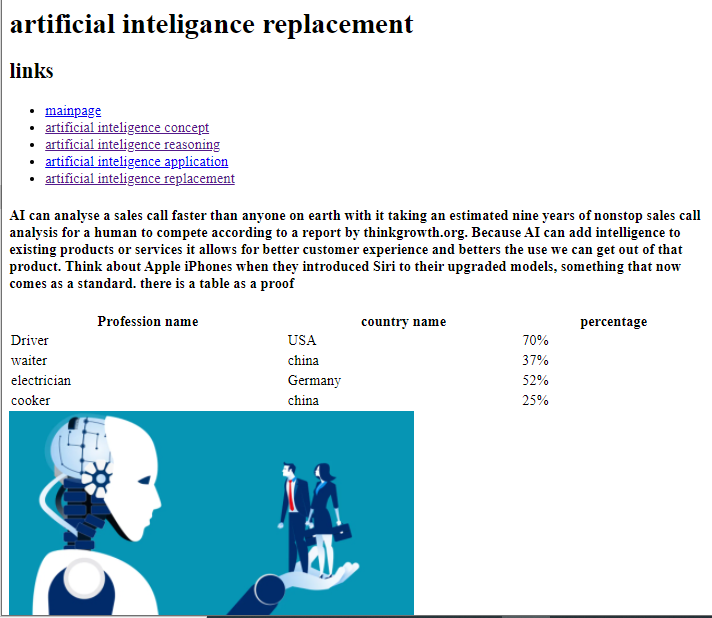 artificial inteligance replacement
links
mainpage
artificial inteligence concept
artificial inteligence reasoning
artificial inteligence application
artificial inteligence replacement
AI can analyse a sales call faster than anyone on earth with it taking an estimated nine years of nonstop sales call
analysis for a human to compete according to a report by thinkgrowth.org. Because AI can add intelligence to
existing products or services it allows for better customer experience and betters the use we can get out of that
product. Think about Apple iPhones when they introduced Siri to their upgraded models, something that now
comes as a standard. there is a table as a proof
Profession name country name percentage
Driver USA 70%
waiter china 37%
electrician Germany 52%
cooker china 25%